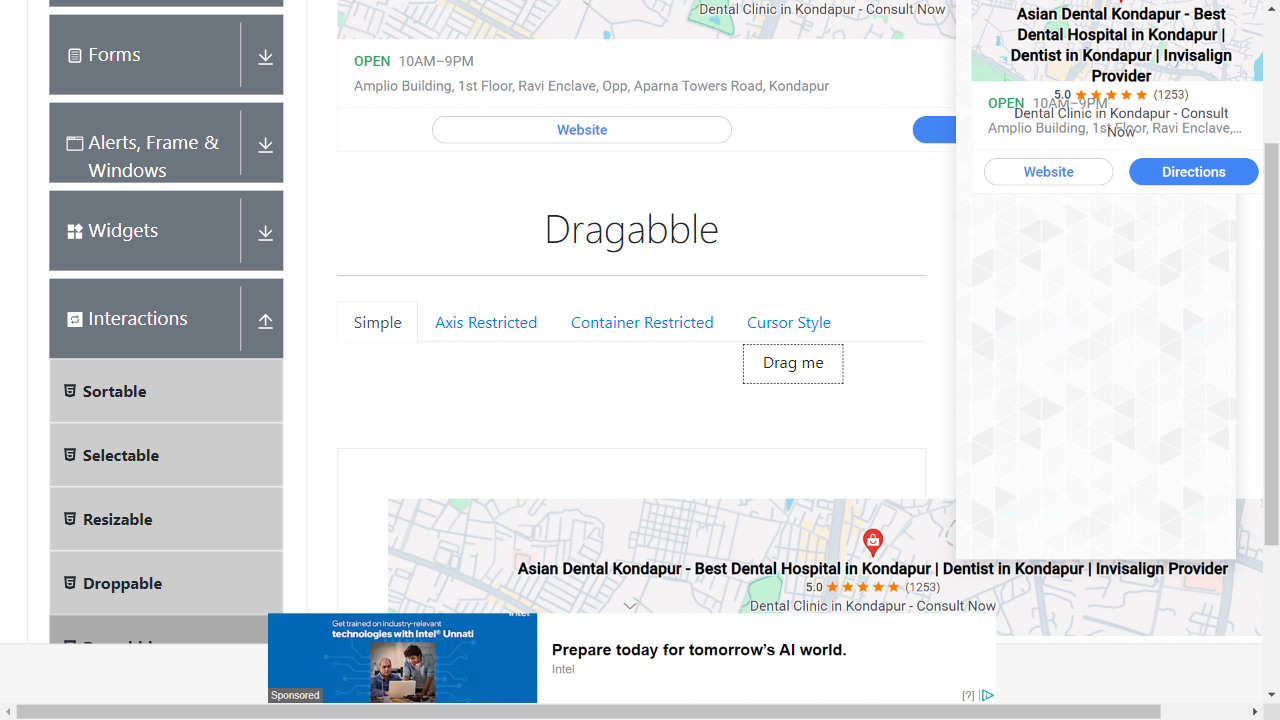 Dental Clinic in Kondapur - Consult Now
OPEN 10AM–9PM
Amplio Building, 1st Floor, Ravi Enclave, Opp, Aparna Towers Road, Kondapur
Website
Asian Dental Kondapur - Best
Dental Hospital in Kondapur |
Dentist in Kondapur | Invisalign
Provider
5.0 (1253)
OPEN 10AM–9PM
Dental Clinic in Kondapur - Consult
Now
Amplio Building, 1st Floor, Ravi Enclave,...
Website
Directions
Forms
Alerts, Frame &
Windows
Widgets
Interactions
Sortable
Selectable
Resizable
Droppable
Dragabble
Simple
Axis Restricted
Container Restricted
Cursor Style
Drag me
Asian Dental Kondapur - Best Dental Hospital in Kondapur | Dentist in Kondapur | Invisalign Provider
5.0 (1253)
Dental Clinic in Kondapur - Consult Now
Get trained on industry-relevant
technologies with Intel® Unnati
Sponsored
Prepare today for tomorrow's AI world.
Intel
[?]